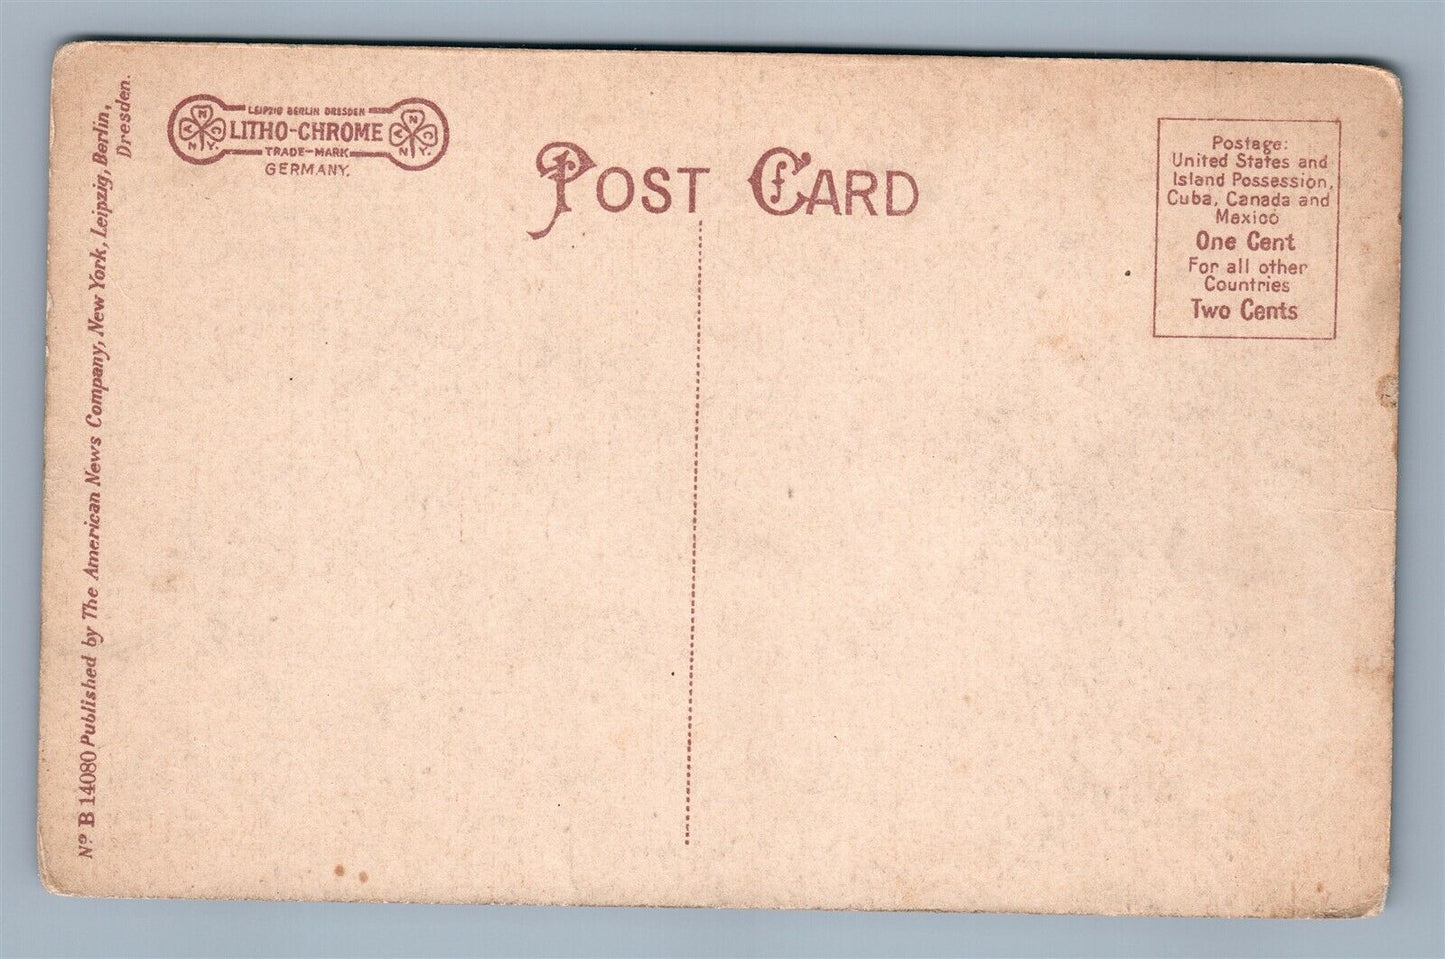 LEIPZIG BERLIN DRESDEN
LITHO-CHROME
TRADE-MARK
GERMANY.
A N C N.Y.
A N C N.Y.
POST CARD
Postage:
United States and
Island Possession,
Cuba, Canada and
Mexico
One Cent
For all other
Countries
Two Cents
Nº B 14080 Published by The American News Company, New York, Leipzig, Berlin,
Dresden.